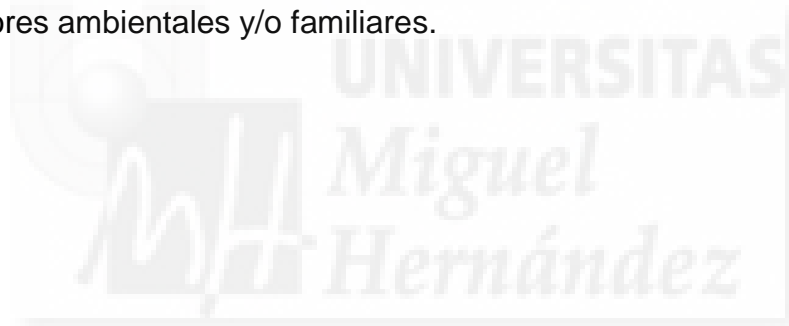 ores ambientales y/o familiares.
UNIVERSITAS
Miguel
Hernández